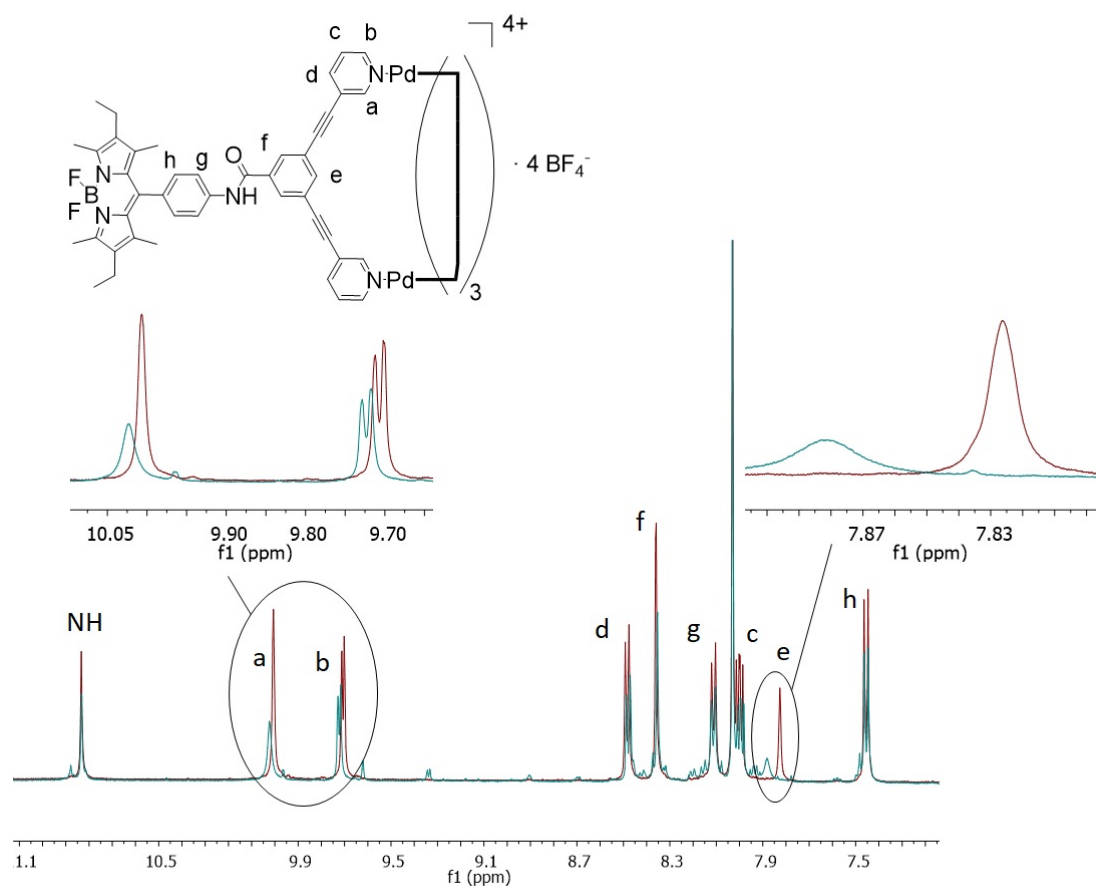 4+
c b
d N-Pd
a
f
O
h g
F B N
F N
NH
e
· 4 BF4-
N-Pd
3
10.05 9.90 9.80 9.70
f1 (ppm)
7.87 7.83
f1 (ppm)
NH
a
b
d
f
g
c
e
h
1.1 10.5 9.9 9.5 9.1 8.7 8.3 7.9 7.5
f1 (ppm)